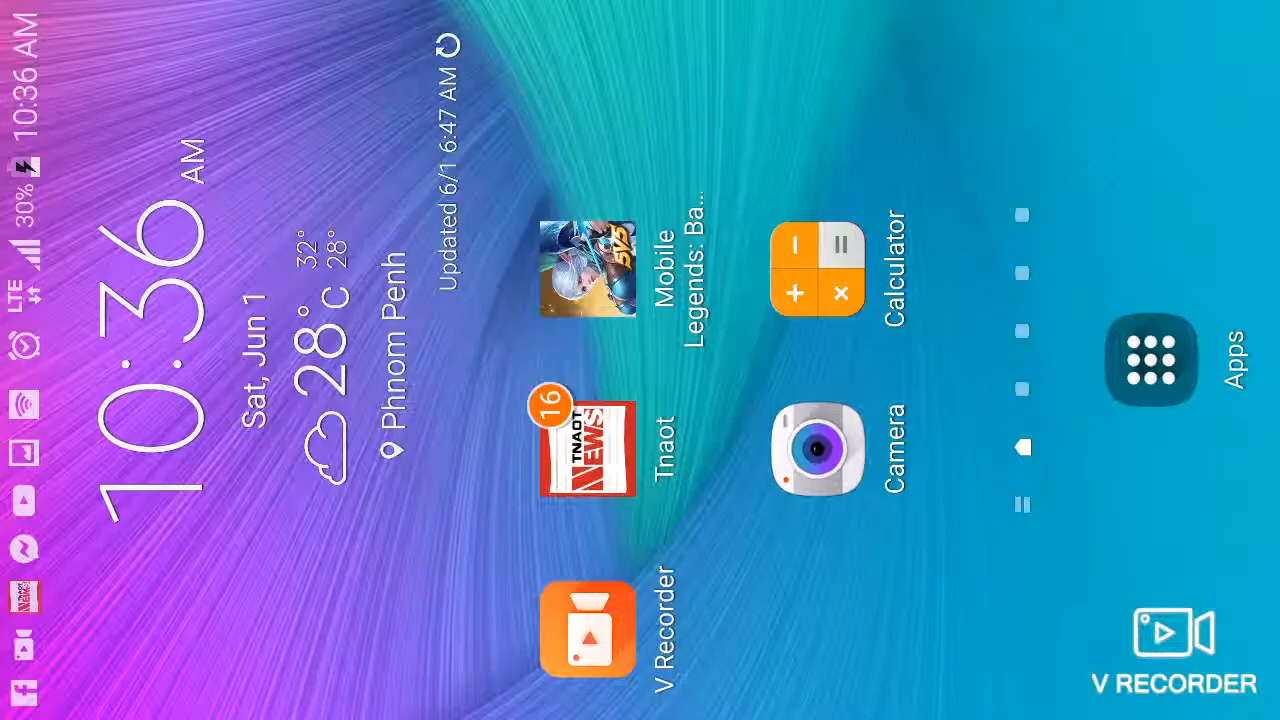 LTE 30% 10:36 AM
10:36 AM
Sat, Jun 1
28°C 32° 28°
Phnom Penh
Updated 6/1 6:47 AM
16
TNAOT
NEWS
515
V Recorder
Tnaot
Mobile
Legends: Ba...
Camera
Calculator
Apps
V RECORDER